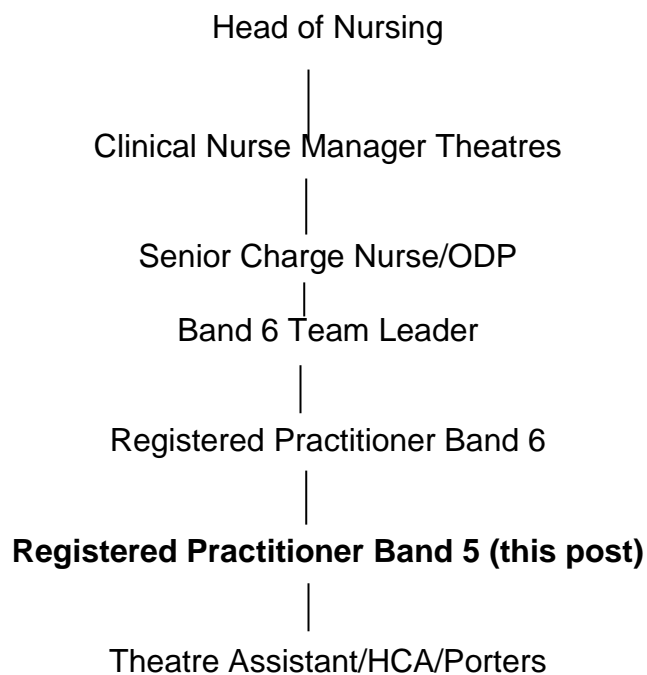 Head of Nursing
Clinical Nurse Manager Theatres
Senior Charge Nurse/ODP
Band 6 Team Leader
Registered Practitioner Band 6
Registered Practitioner Band 5 (this post)
Theatre Assistant/HCA/Porters